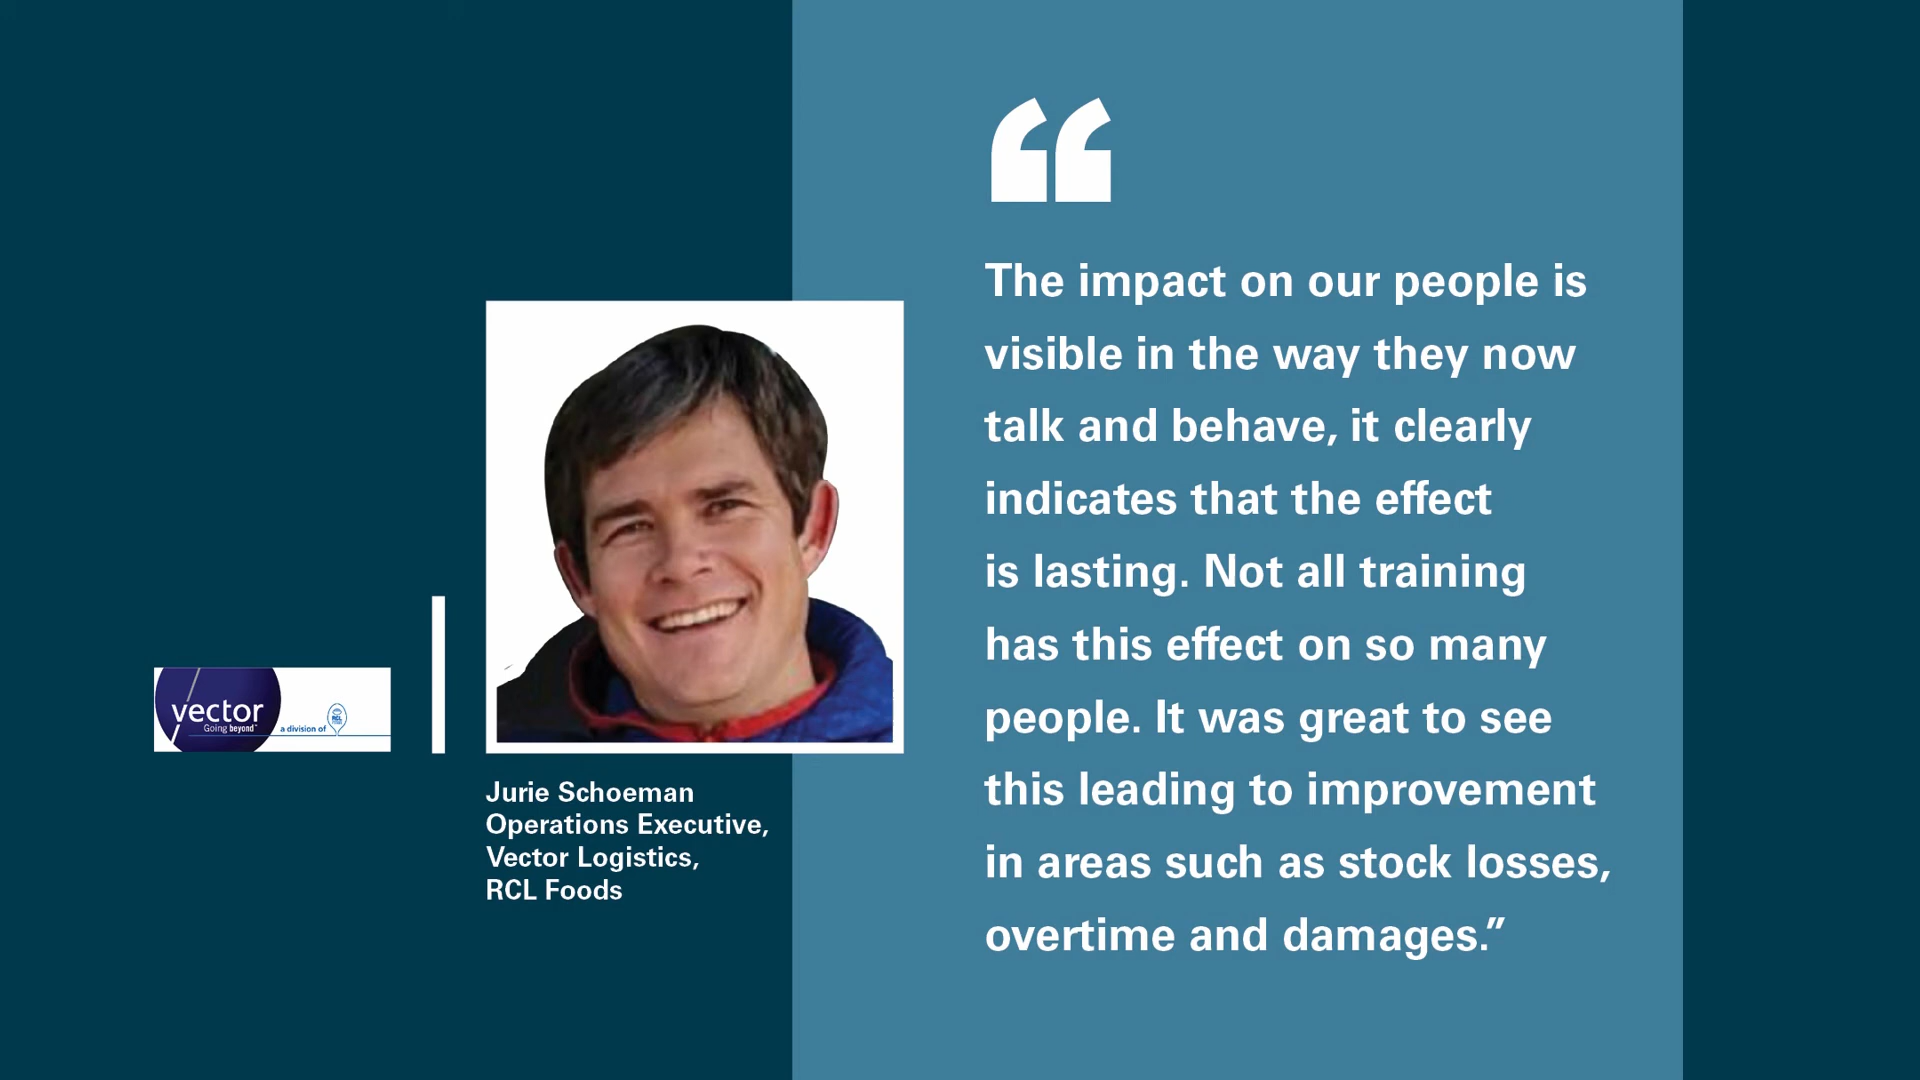 “
The impact on our people is
visible in the way they now
talk and behave, it clearly
indicates that the effect
is lasting. Not all training
has this effect on so many
people. It was great to see
this leading to improvement
in areas such as stock losses,
overtime and damages.”
vector
Going beyond™
a division of
RCL
FOODS
Jurie Schoeman
Operations Executive,
Vector Logistics,
RCL Foods